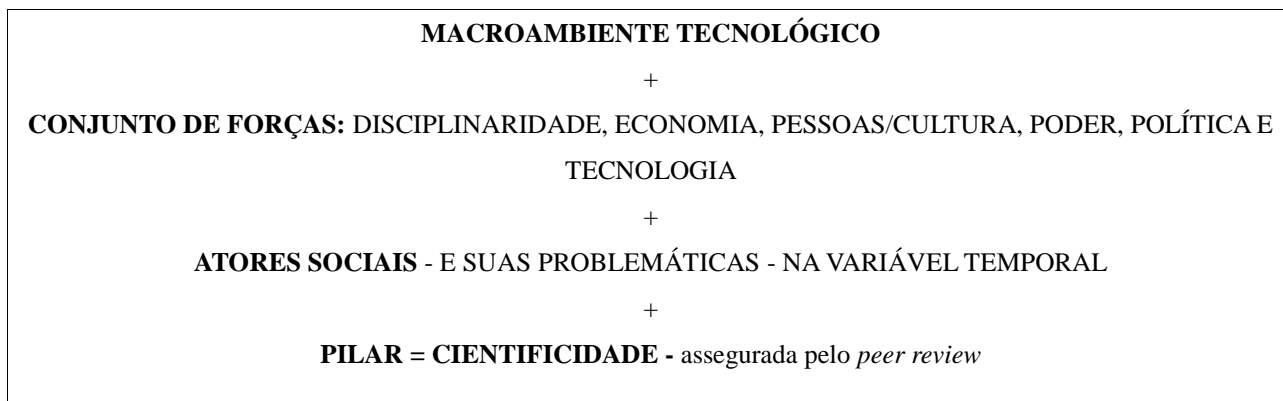 MACROAMBIENTE TECNOLÓGICO
+
CONJUNTO DE FORÇAS: DISCIPLINARIDADE, ECONOMIA, PESSOAS/CULTURA, PODER, POLÍTICA E
TECNOLOGIA
+
ATORES SOCIAIS - E SUAS PROBLEMÁTICAS - NA VARIÁVEL TEMPORAL
+
PILAR = CIENTIFICIDADE - assegurada pelo peer review